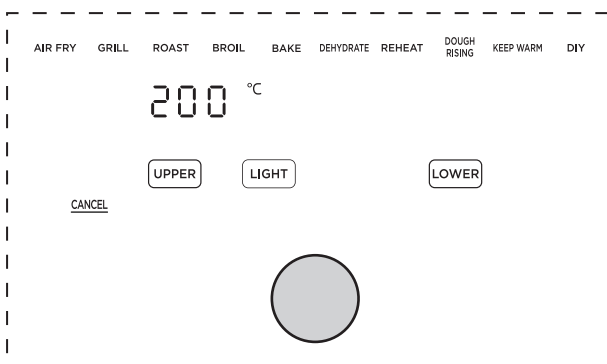 AIR FRY GRILL ROAST BROIL BAKE DEHYDRATE REHEAT DOUGH RISING KEEP WARM DIY
200 °C
UPPER LIGHT LOWER
CANCEL